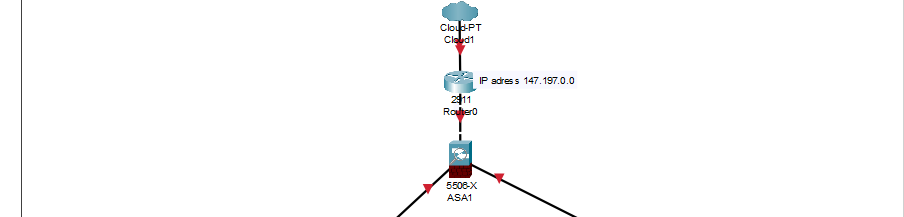 Cloud-PT
Cloud1
IP adress 147.197.0.0
2911
Router0
5506-X
ASA1